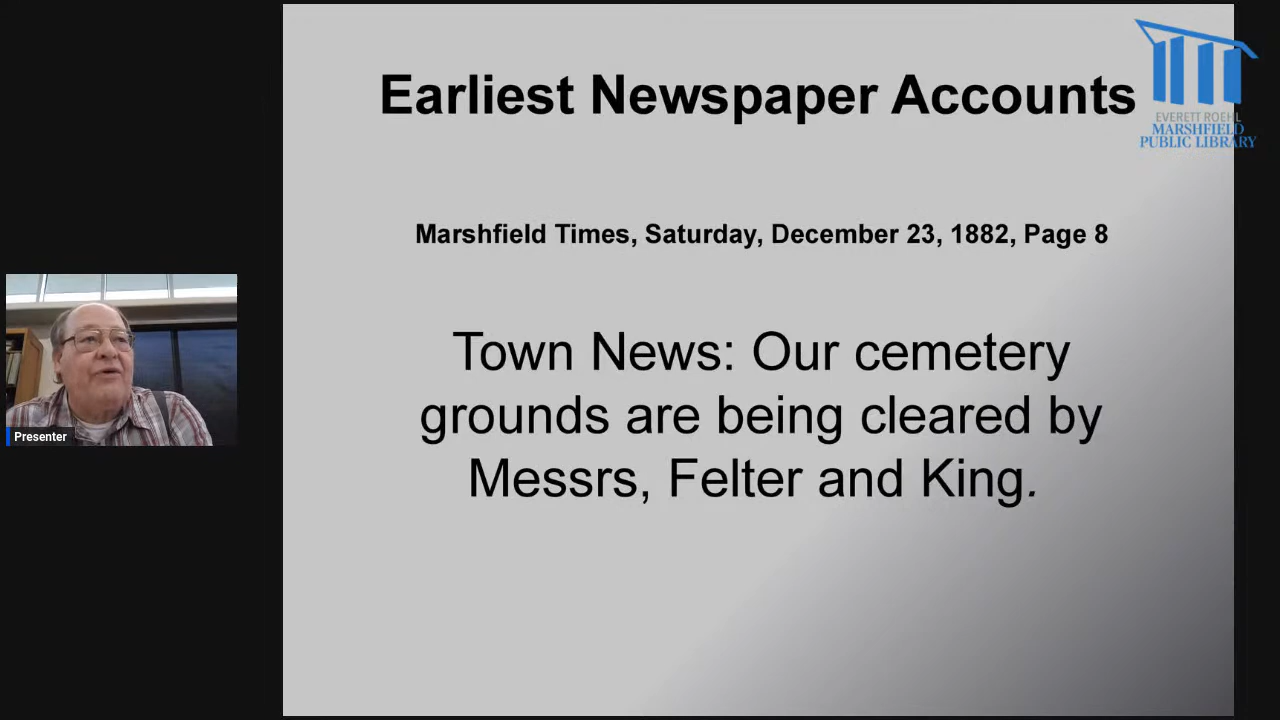 Earliest Newspaper Accounts
EVERETT ROEHL
MARSHFIELD
PUBLIC LIBRARY
Marshfield Times, Saturday, December 23, 1882, Page 8
Town News: Our cemetery
grounds are being cleared by
Messrs, Felter and King.
Presenter